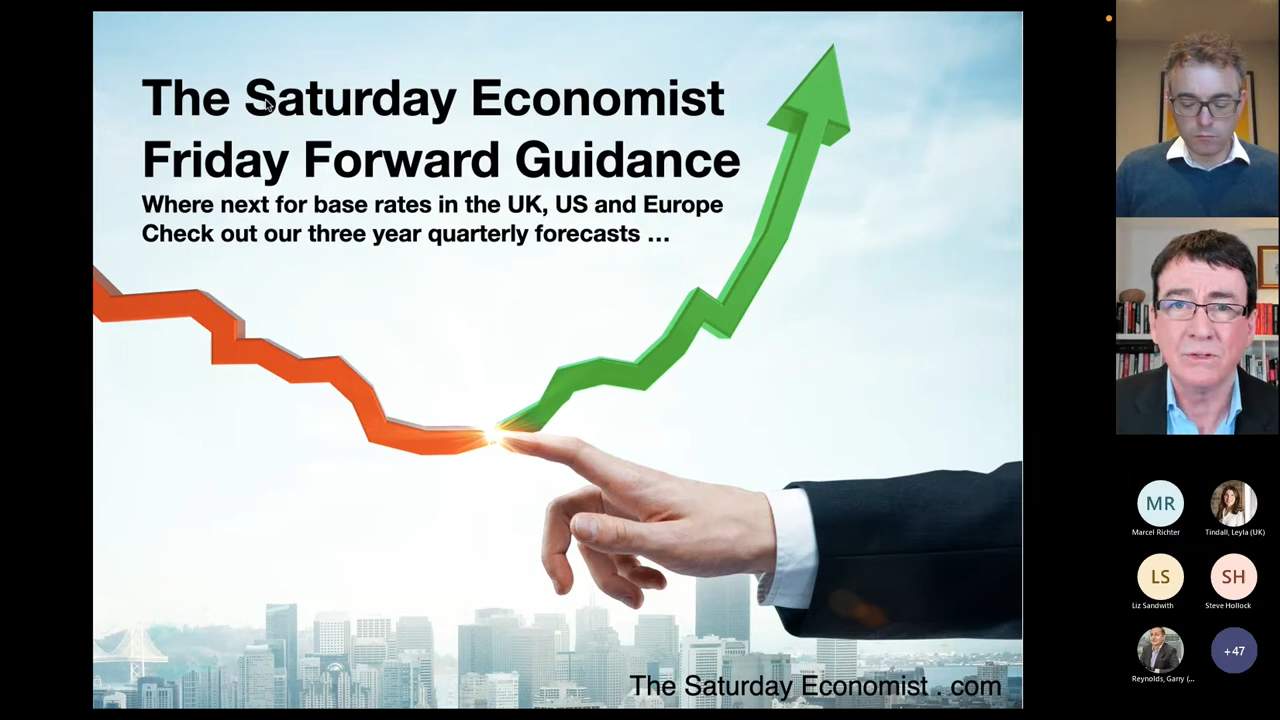 The Saturday Economist
Friday Forward Guidance
Where next for base rates in the UK, US and Europe
Check out our three year quarterly forecasts ...
The Saturday Economist . com
MR
Marcel Richter
Tindall, Leyla (UK)
LS
Liz Sandwith
SH
Steve Hollock
Reynolds, Garry (...
+47